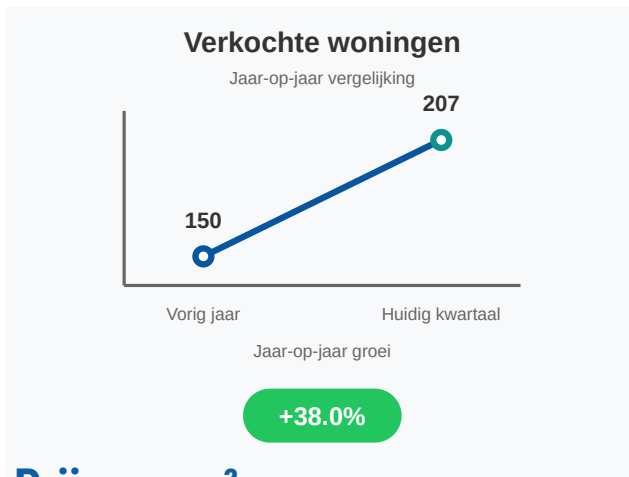 Verkochte woningen
Jaar-op-jaar vergelijking
207
150
Vorig jaar
Huidig kwartaal
Jaar-op-jaar groei
+38.0%